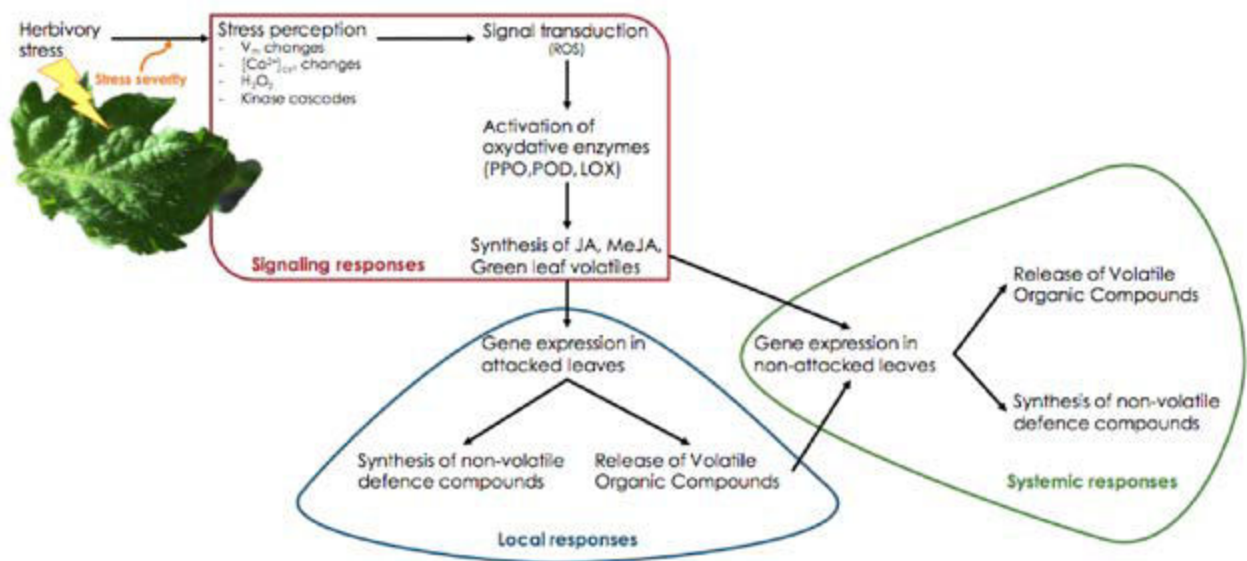 Herbivory
stress
Stress severity
Stress perception
- Vₘ changes
- [Ca²⁺]cyt changes
- H₂O₂
- Kinase cascades
Signal transduction
(ROS)
Activation of
oxydative enzymes
(PPO,POD,LOX)
Synthesis of JA, MeJA,
Green leaf volatiles
Signaling responses
Gene expression in
attacked leaves
Synthesis of non-volatile
defence compounds
Release of Volatile
Organic Compounds
Local responses
Gene expression in
non-attacked leaves
Release of Volatile
Organic Compounds
Synthesis of non-volatile
defence compounds
Systemic responses